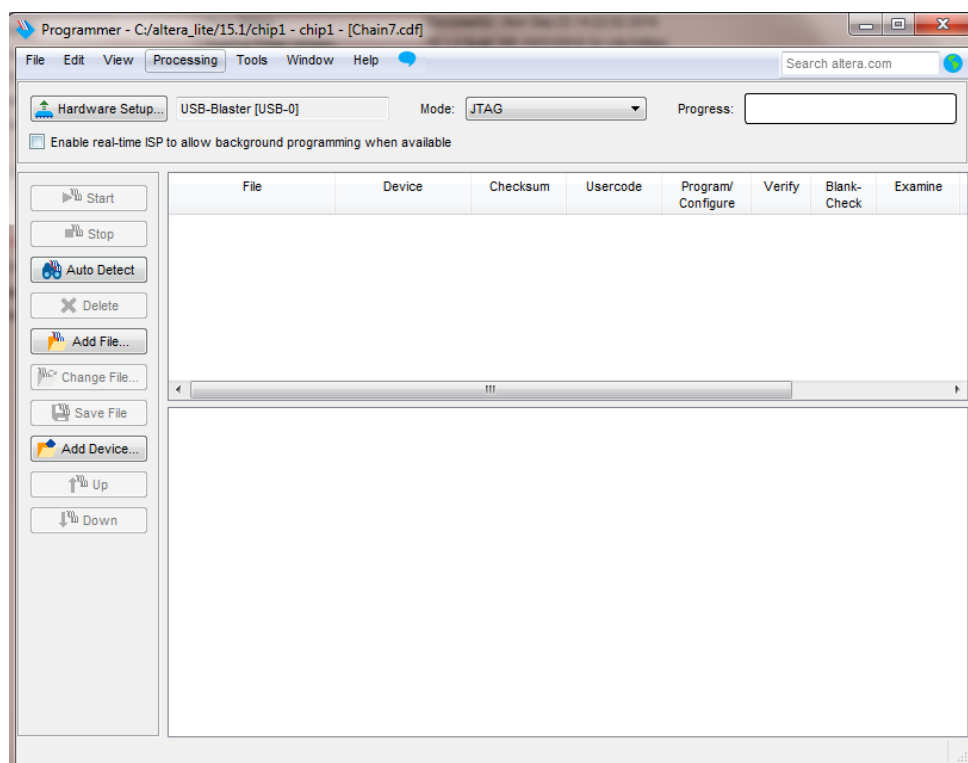 Programmer - C:/altera_lite/15.1/chip1 - chip1 - [Chain7.cdf]
File Edit View Processing Tools Window Help
Search altera.com
Hardware Setup... USB-Blaster [USB-0] Mode: JTAG Progress:
Enable real-time ISP to allow background programming when available
File Device Checksum Usercode Program/ Configure Verify Blank- Check Examine
Start
Stop
Auto Detect
Delete
Add File...
Change File...
Save File
Add Device...
Up
Down